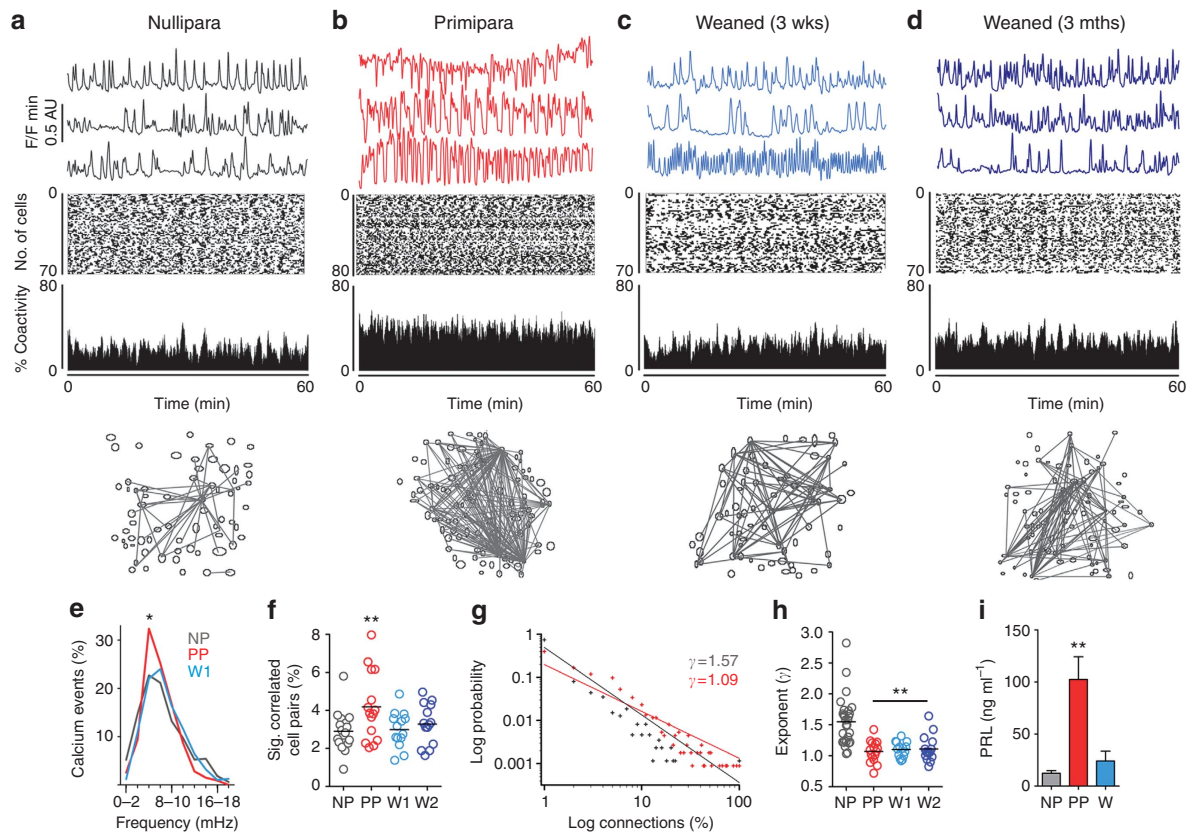 a Nullipara
b Primipara
c Weaned (3 wks)
d Weaned (3 mths)
F/F min
0.5 AU
No. of cells
0
70
0
80
0
70
0
70
% Coactivity
80
0
80
0
80
0
80
0
0 60
0 60
0 60
0 60
Time (min)
Time (min)
Time (min)
Time (min)
e
Calcium events (%)
30
20
10
*
NP
PP
W1
0–2 8–10 16–18
Frequency (mHz)
f
Sig. correlated
cell pairs (%)
8
6
4
2
0
**
NP PP W1 W2
g
Log probability
1
0.1
0.01
0.001
γ=1.57
γ=1.09
1 10 100
Log connections (%)
h
Exponent (γ)
3.0
2.5
2.0
1.5
1.0
0.5
**
NP PP W1 W2
i
PRL (ng ml⁻¹)
150
100
50
0
**
NP PP W